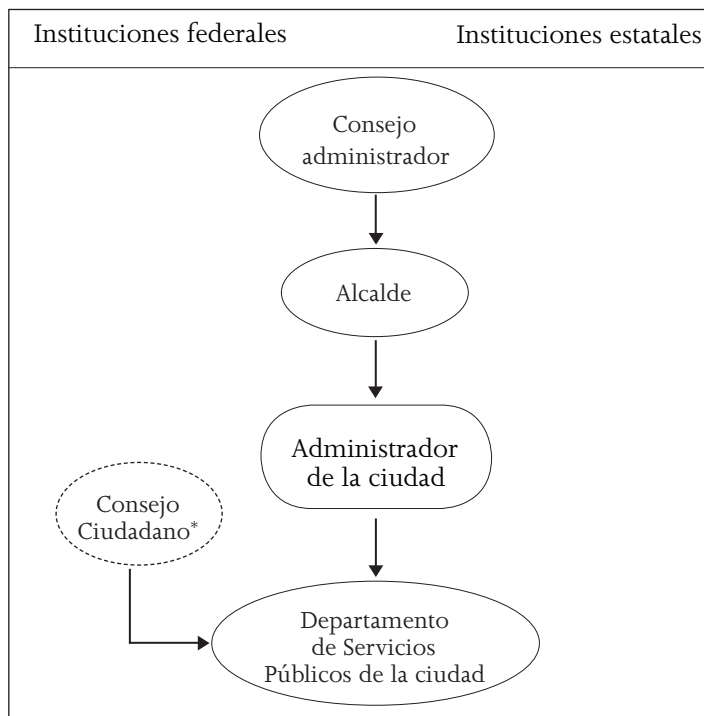 Instituciones federales
Instituciones estatales
Consejo
administrador
Alcalde
Administrador
de la ciudad
Consejo
Ciudadano*
Departamento
de Servicios
Públicos de la ciudad